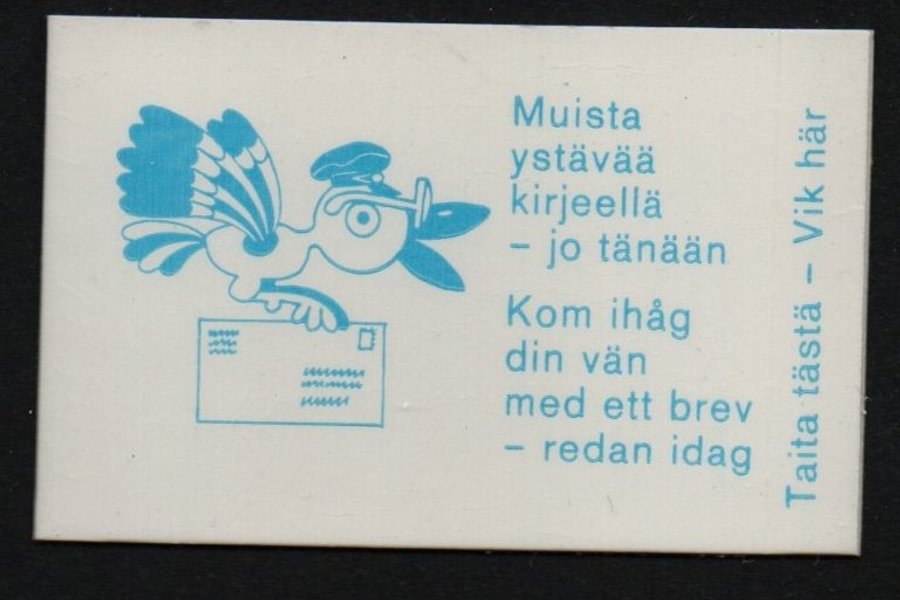 Muista
ystävää
kirjeellä
– jo tänään
Kom ihåg
din vän
med ett brev
– redan idag
Taita tästä – Vik här